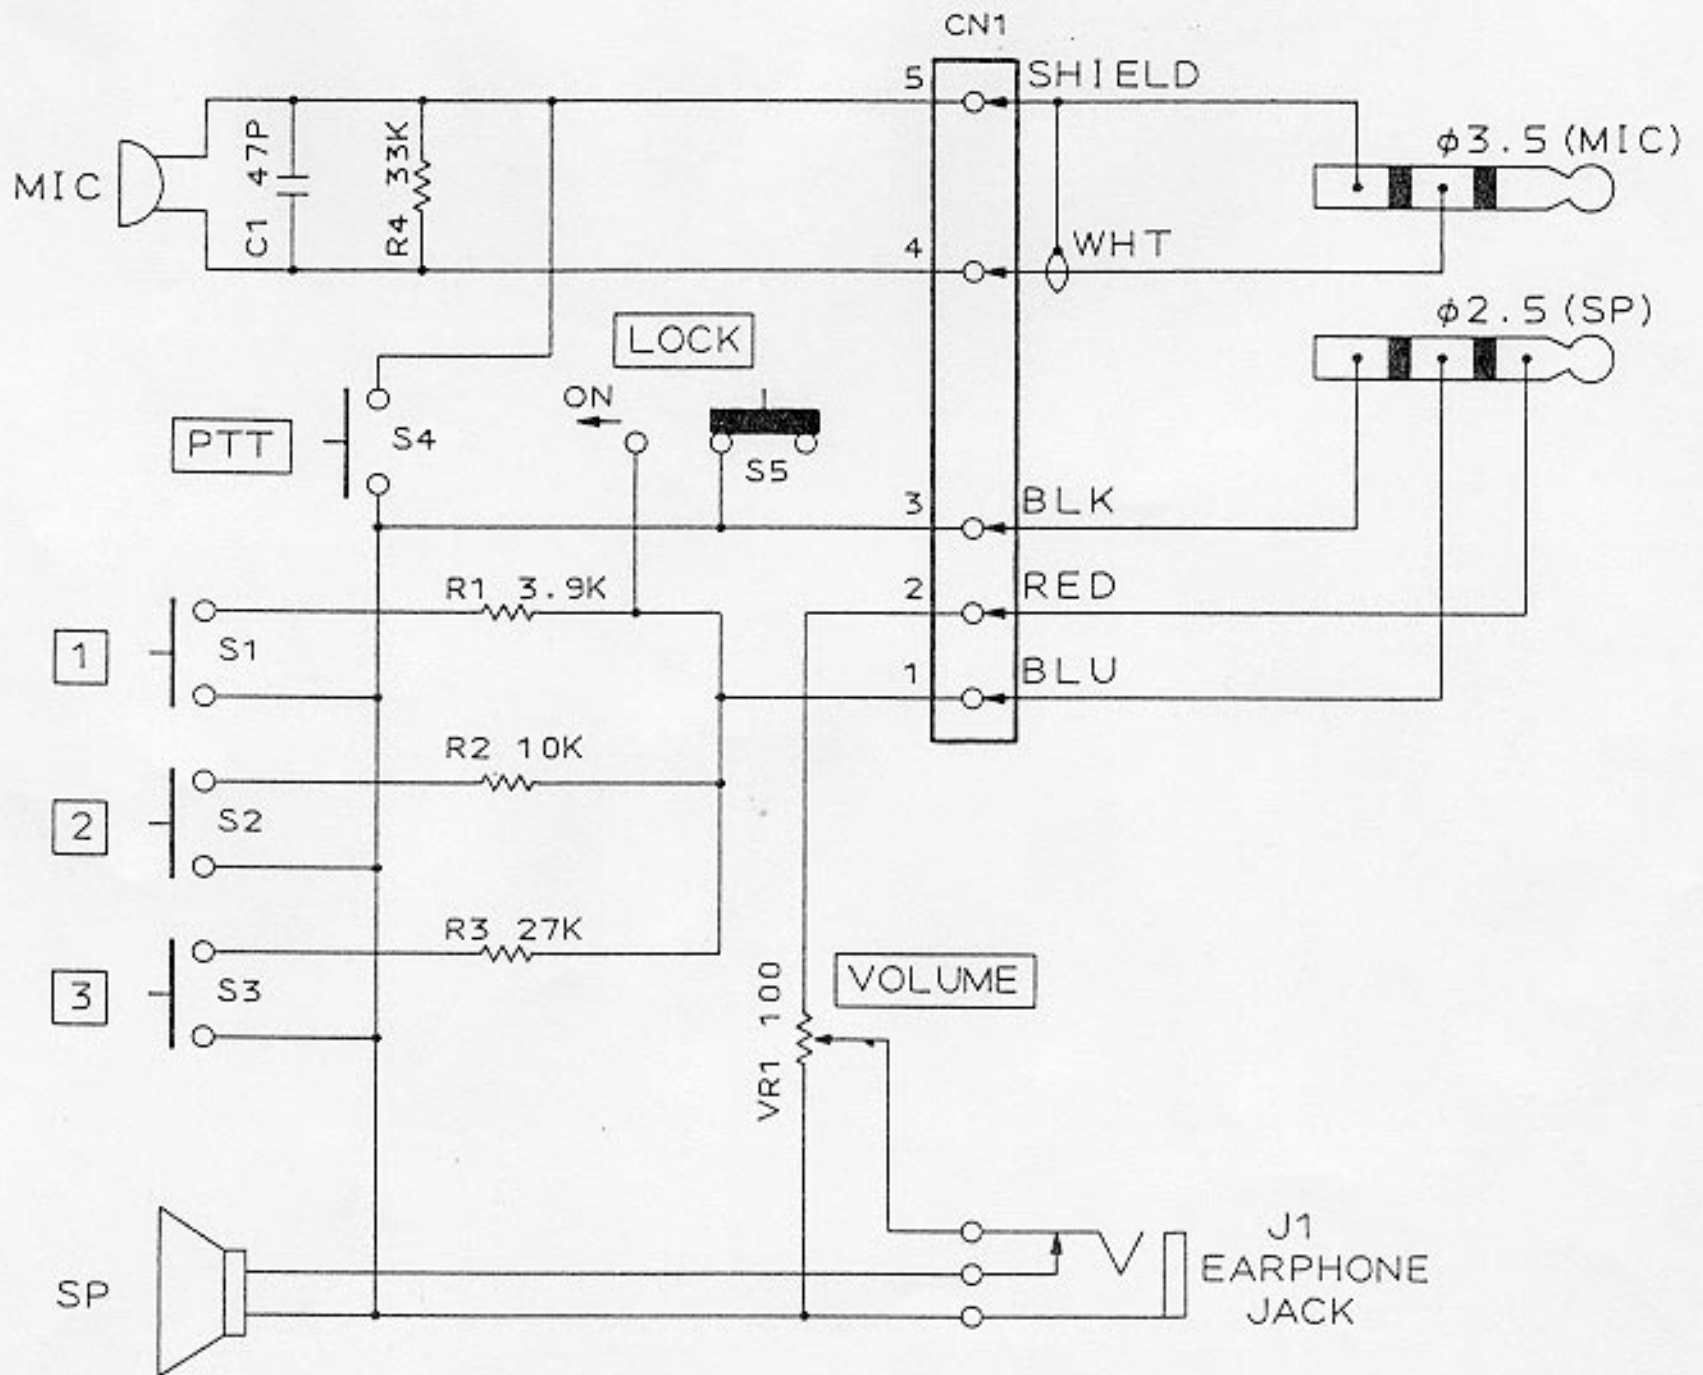 CN1
5 SHIELD
φ3.5 (MIC)
MIC
C1 47P
R4 33K
4 WHT
φ2.5 (SP)
LOCK
ON
PTT
S4
S5
3 BLK
R1 3.9K
2 RED
1
S1
1 BLU
R2 10K
2
S2
R3 27K
3
S3
VOLUME
VR1 100
SP
J1
EARPHONE
JACK